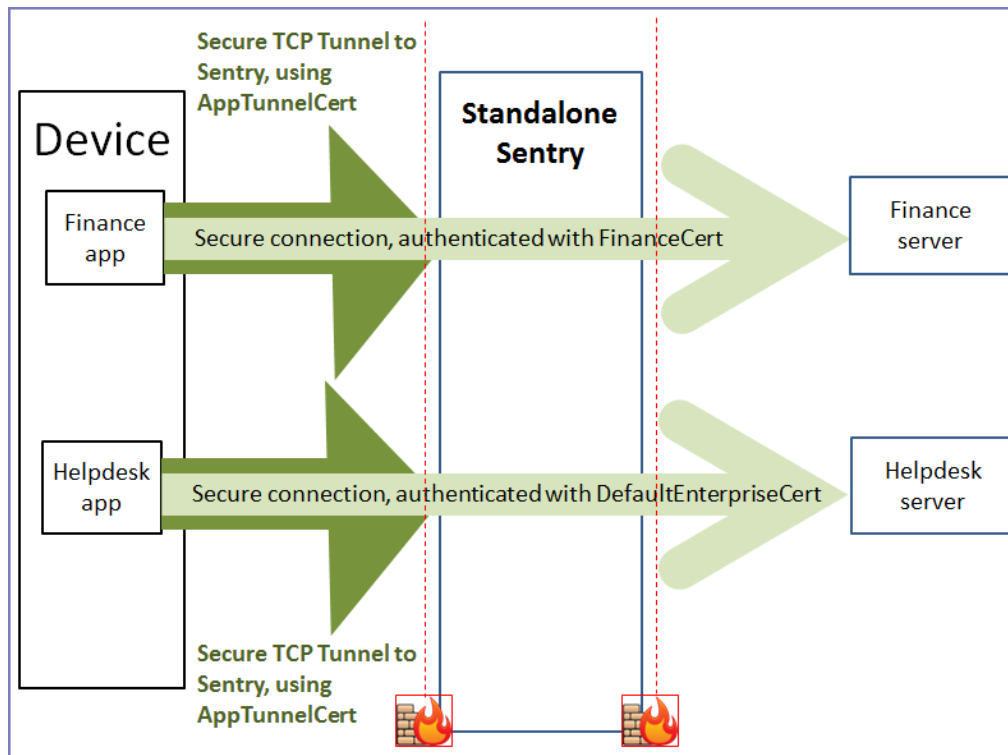 Secure TCP Tunnel to
Sentry, using
AppTunnelCert
Device
Standalone
Sentry
Finance
app
Secure connection, authenticated with FinanceCert
Finance
server
Helpdesk
app
Secure connection, authenticated with DefaultEnterpriseCert
Helpdesk
server
Secure TCP Tunnel to
Sentry, using
AppTunnelCert